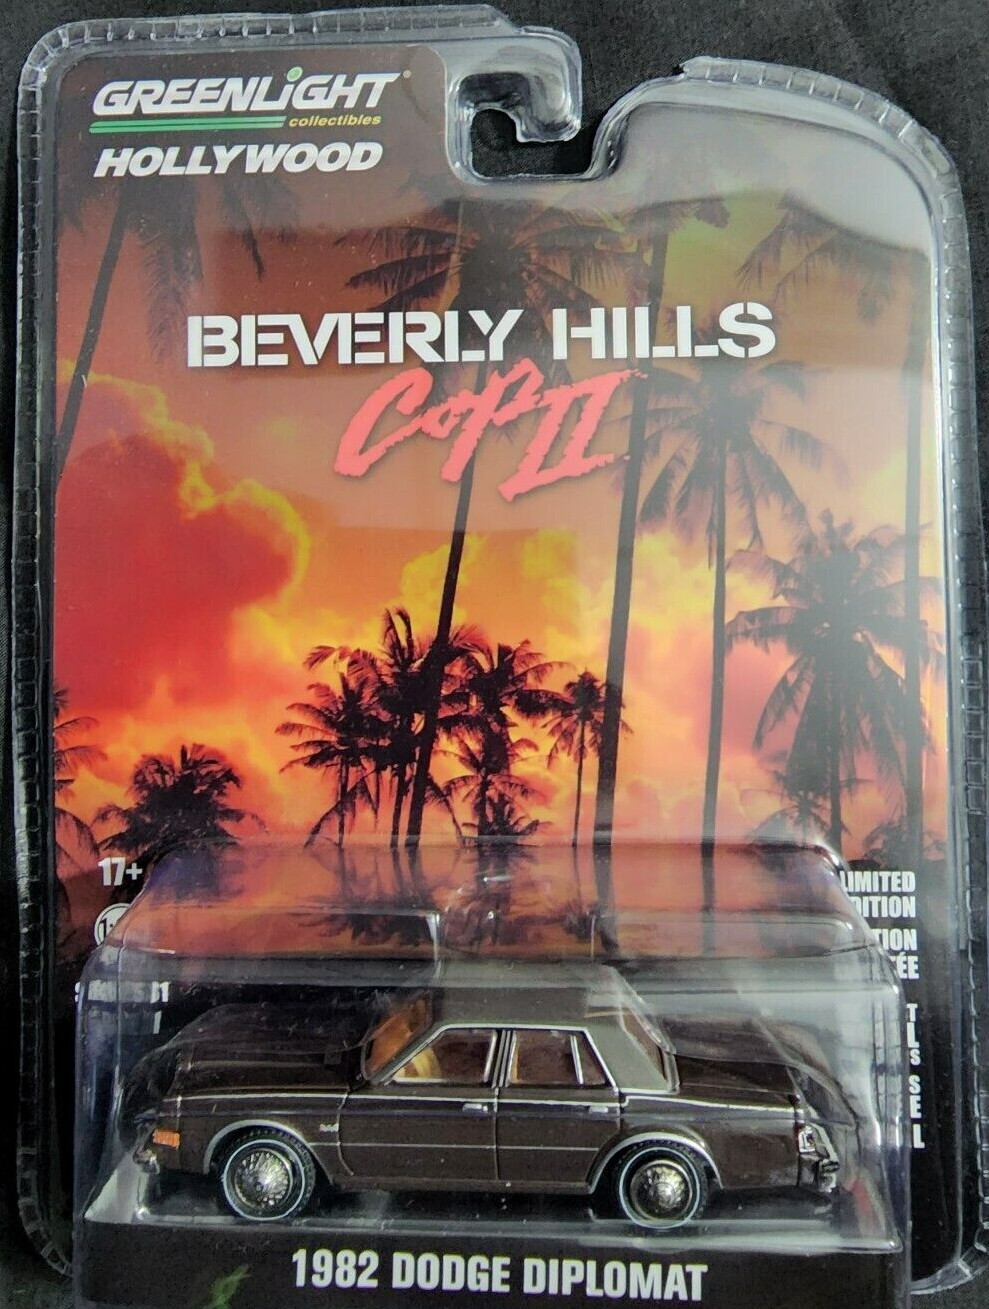 GREENLiGHT
collectibles
HOLLYWOOD
BEVERLY HILLS
COP II
17+
LIMITED
EDITION
1982 DODGE DIPLOMAT